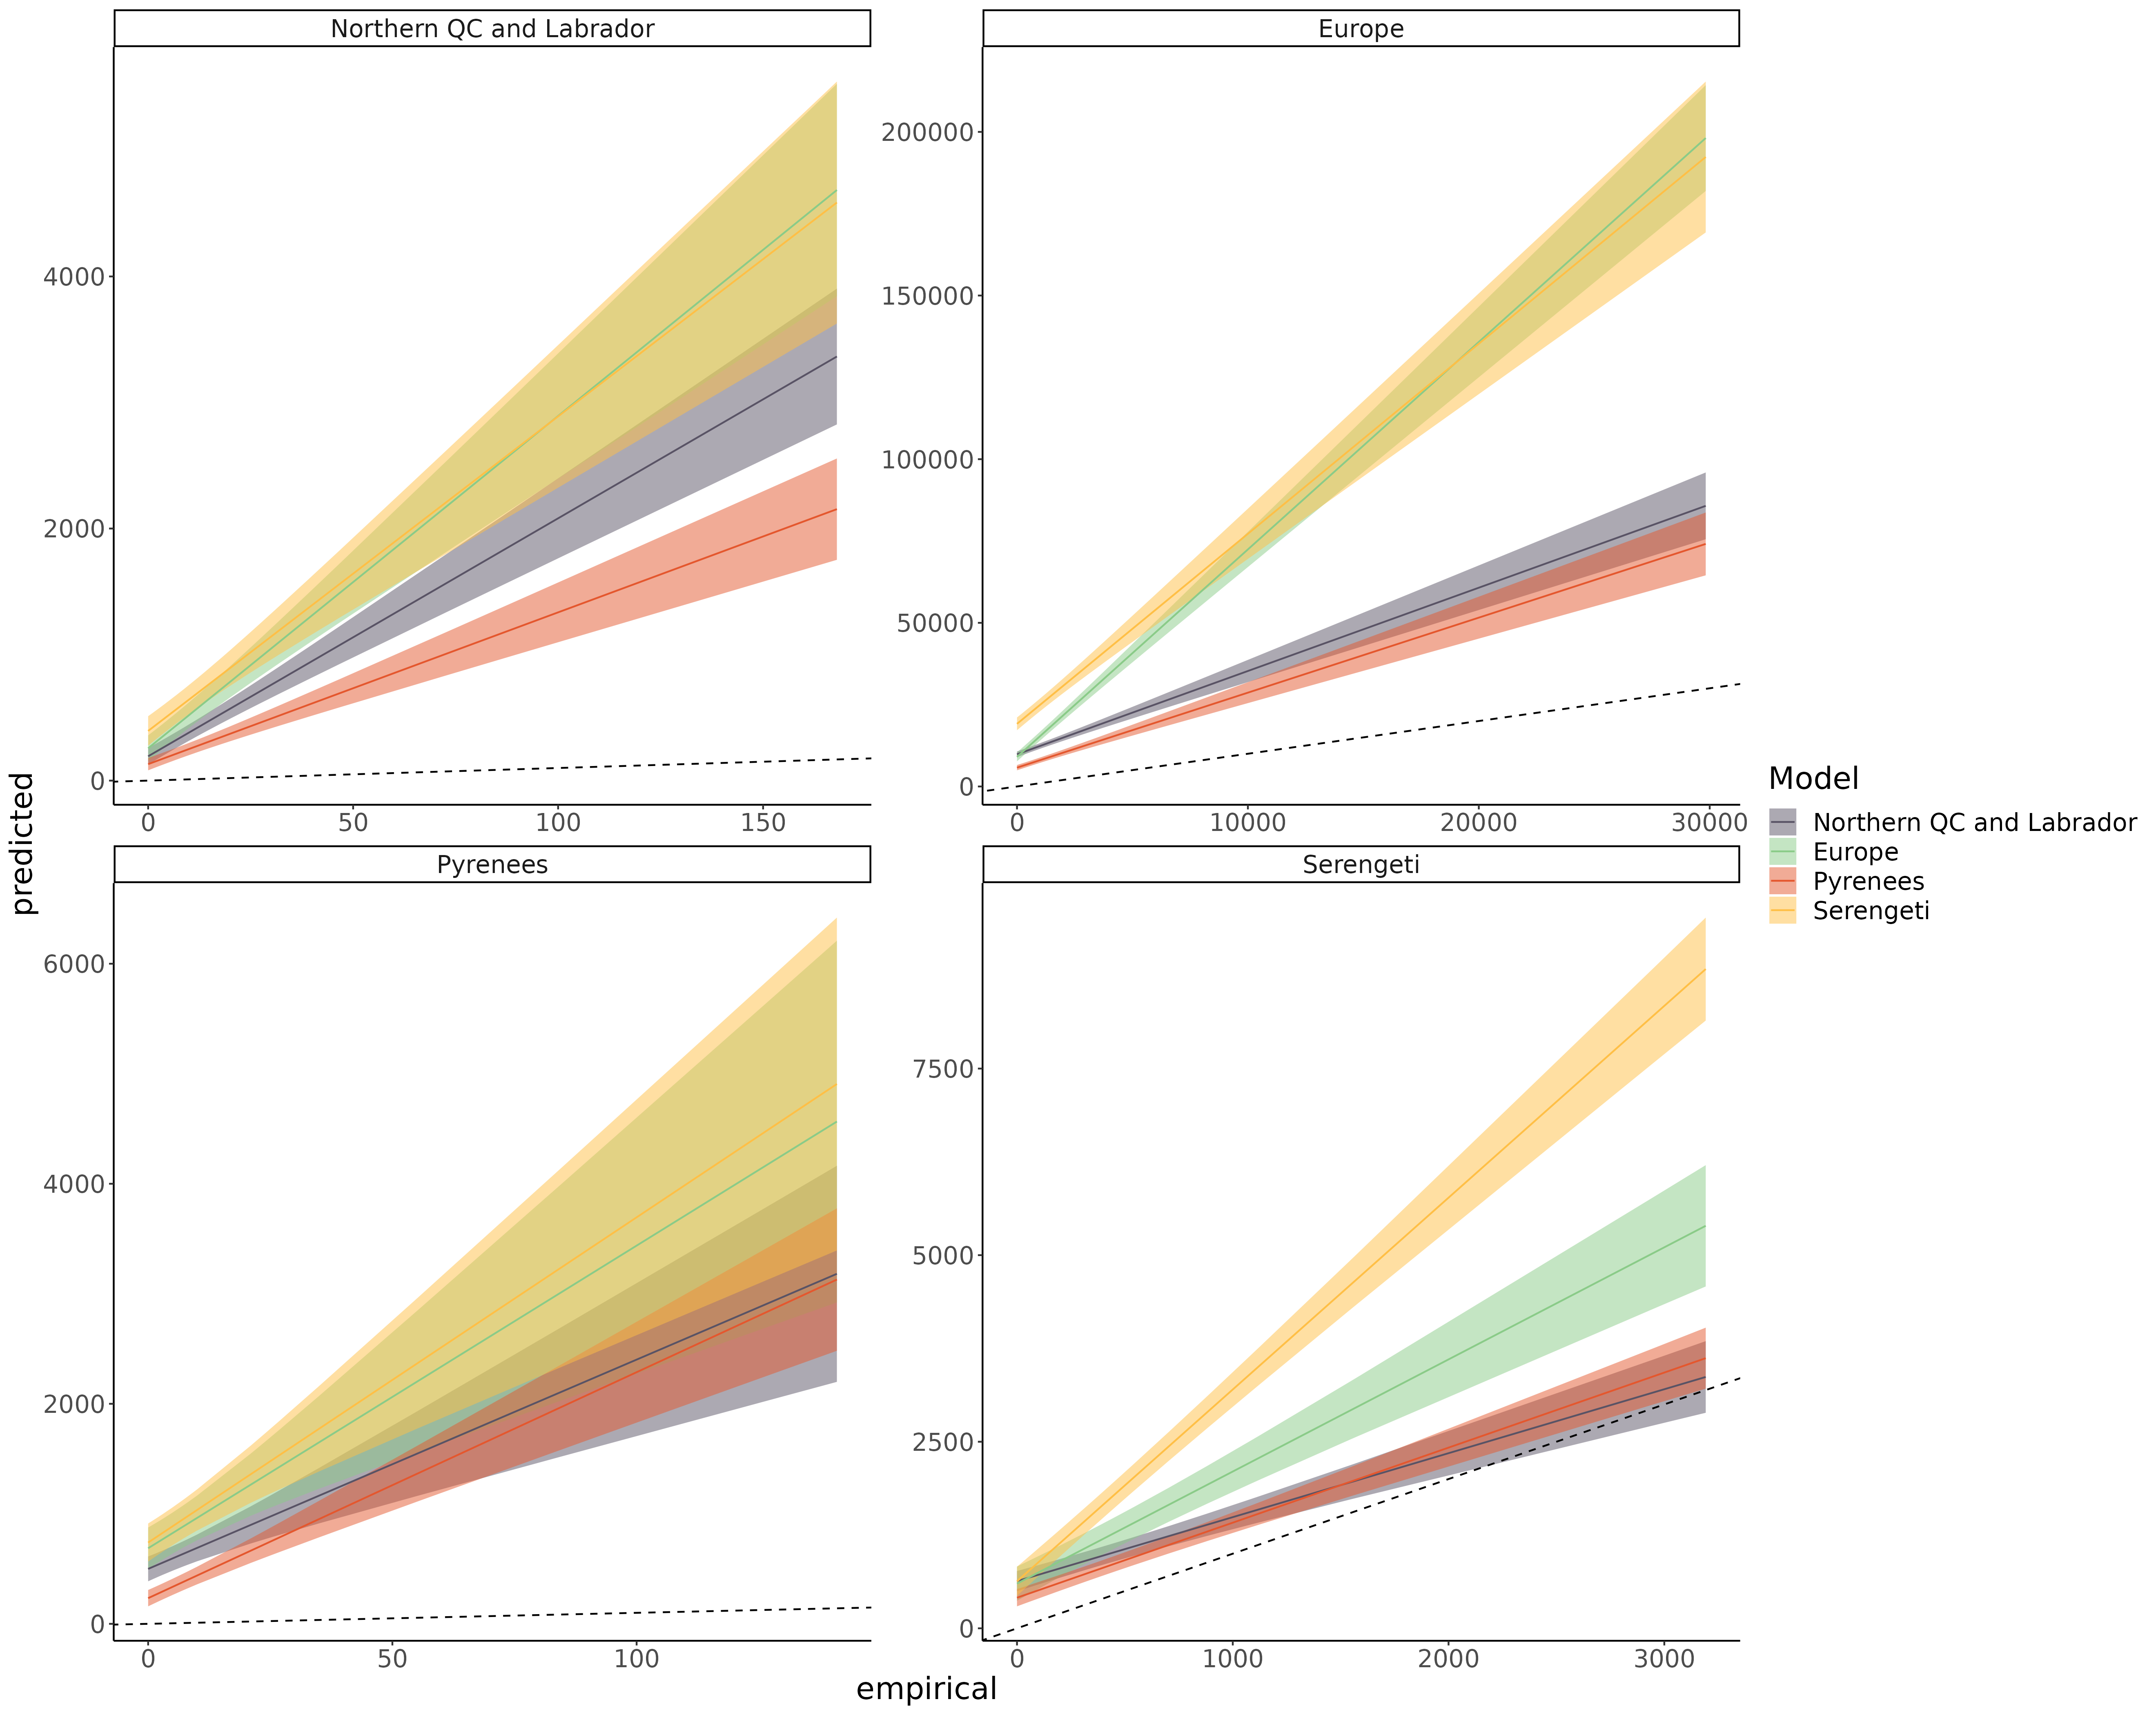 Northern QC and Labrador
Europe
4000
2000
0
0 50 100 150
200000
150000
100000
50000
0
0 10000 20000 30000
Pyrenees
Serengeti
6000
4000
2000
0
0 50 100
7500
5000
2500
0
0 1000 2000 3000
predicted
empirical
Model
Northern QC and Labrador
Europe
Pyrenees
Serengeti